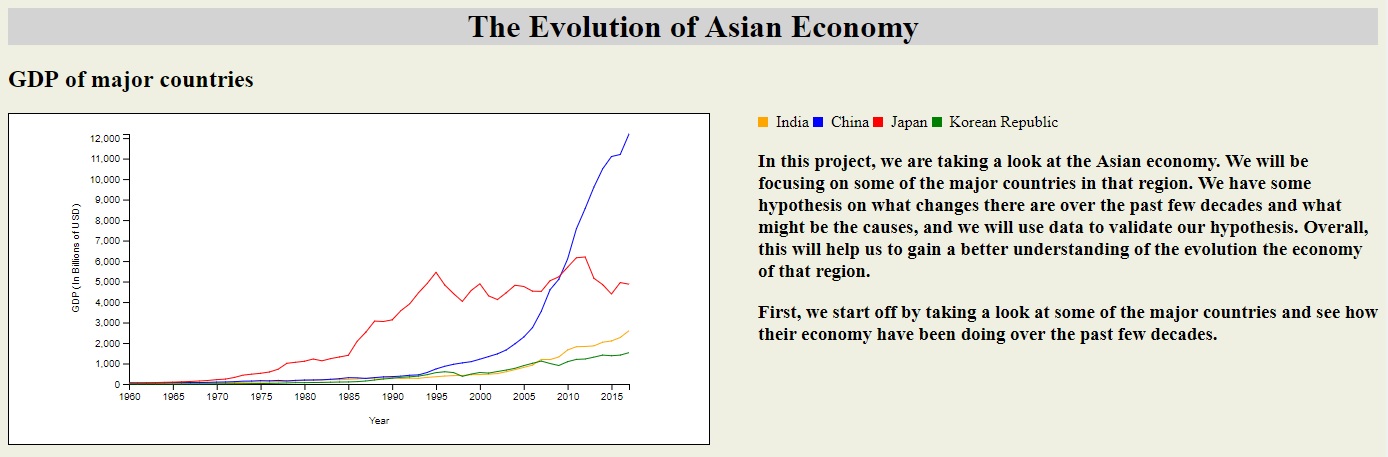 The Evolution of Asian Economy
GDP of major countries
12,000
11,000
10,000
9,000
8,000
7,000
6,000
5,000
4,000
3,000
2,000
1,000
0
GDP (In Billions of USD)
1960 1965 1970 1975 1980 1985 1990 1995 2000 2005 2010 2015
Year
India China Japan Korean Republic
In this project, we are taking a look at the Asian economy. We will be
focusing on some of the major countries in that region. We have some
hypothesis on what changes there are over the past few decades and what
might be the causes, and we will use data to validate our hypothesis. Overall,
this will help us to gain a better understanding of the evolution the economy
of that region.
First, we start off by taking a look at some of the major countries and see how
their economy have been doing over the past few decades.